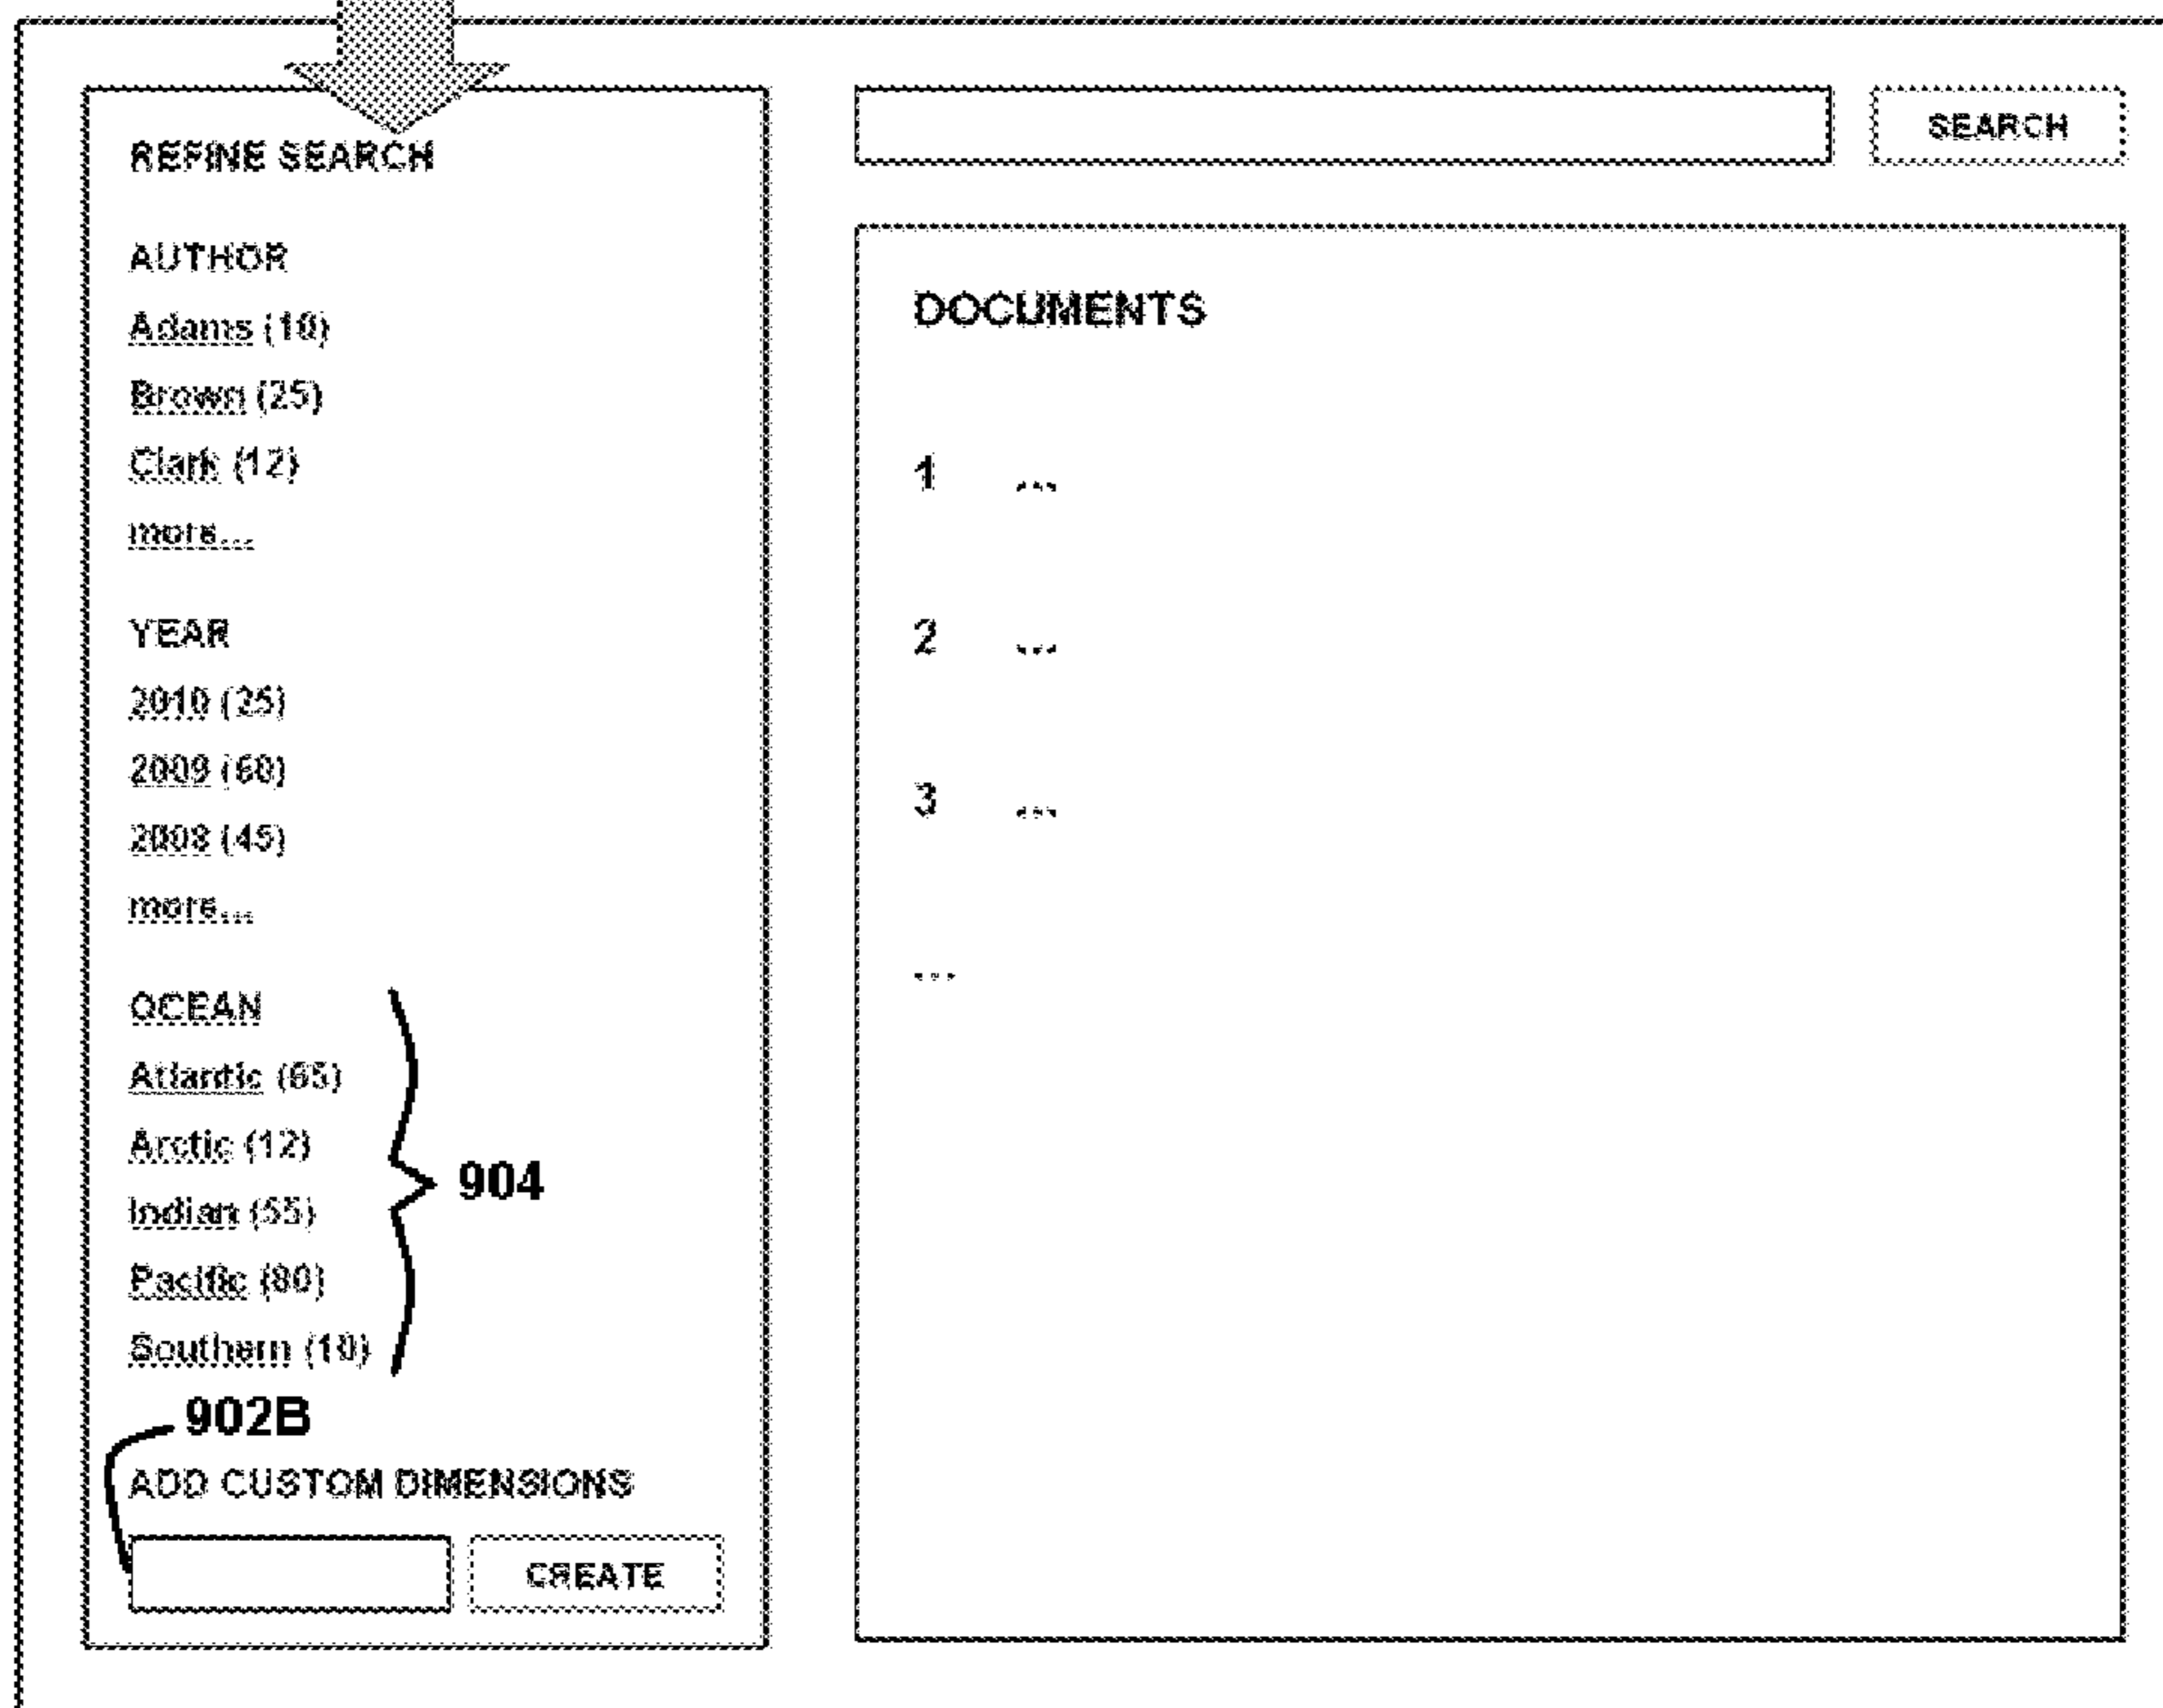 REFINE SEARCH
AUTHOR
Adams (10)
Brown (25)
Clark (12)
more...
YEAR
2010 (25)
2009 (60)
2008 (45)
more...
OCEAN
Atlantic (65)
Arctic (12)
Indian (55)
Pacific (80)
Southern (10)
904
902B
ADD CUSTOM DIMENSIONS
CREATE
SEARCH
DOCUMENTS
1 ...
2 ...
3 ...
...